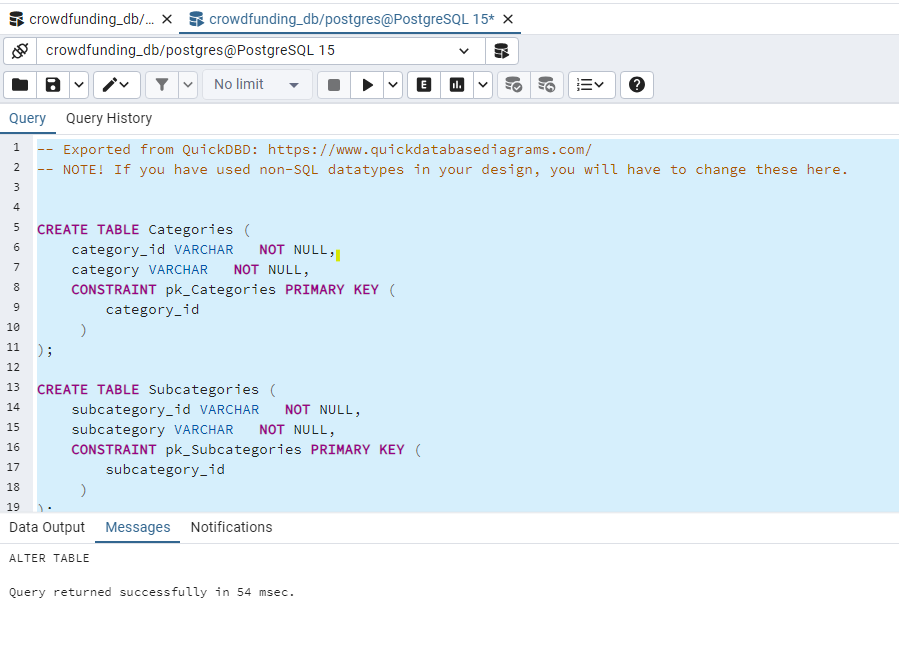 crowdfunding_db/... × crowdfunding_db/postgres@PostgreSQL 15* ×
crowdfunding_db/postgres@PostgreSQL 15
No limit E ?
Query Query History
1 -- Exported from QuickDBD: https://www.quickdatabasediagrams.com/
2 -- NOTE! If you have used non-SQL datatypes in your design, you will have to change these here.
3
4
5 CREATE TABLE Categories (
6     category_id VARCHAR   NOT NULL,
7     category VARCHAR   NOT NULL,
8     CONSTRAINT pk_Categories PRIMARY KEY (
9         category_id
10      )
11 );
12
13 CREATE TABLE Subcategories (
14     subcategory_id VARCHAR   NOT NULL,
15     subcategory VARCHAR   NOT NULL,
16     CONSTRAINT pk_Subcategories PRIMARY KEY (
17         subcategory_id
18      )
19 );
Data Output Messages Notifications
ALTER TABLE
Query returned successfully in 54 msec.